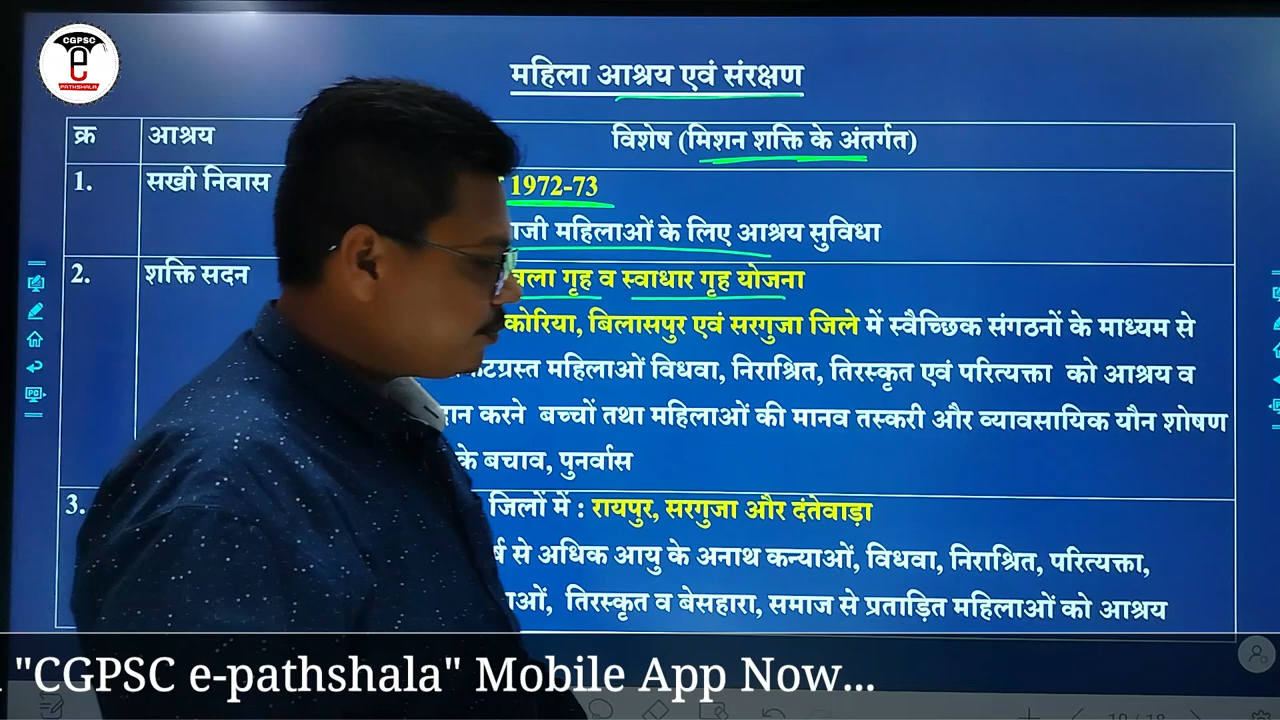 CGPSC
e
PATHSHALA
महिला आश्रय एवं संरक्षण
क्र आश्रय विशेष (मिशन शक्ति के अंतर्गत)
1. सखी निवास 1972-73
महिलाओं के लिए आश्रय सुविधा
2. शक्ति सदन गृह व स्वाधार गृह योजना
कोरिया, बिलासपुर एवं सरगुजा जिले में स्वैच्छिक संगठनों के माध्यम से
महिलाओं विधवा, निराश्रित, तिरस्कृत एवं परित्यक्ता को आश्रय व
करने बच्चों तथा महिलाओं की मानव तस्करी और व्यावसायिक यौन शोषण
के बचाव, पुनर्वास
3. जिलों में : रायपुर, सरगुजा और दंतेवाड़ा
से अधिक आयु के अनाथ कन्याओं, विधवा, निराश्रित, परित्यक्ता,
तिरस्कृत व बेसहारा, समाज से प्रताड़ित महिलाओं को आश्रय
"CGPSC e-pathshala" Mobile App Now...